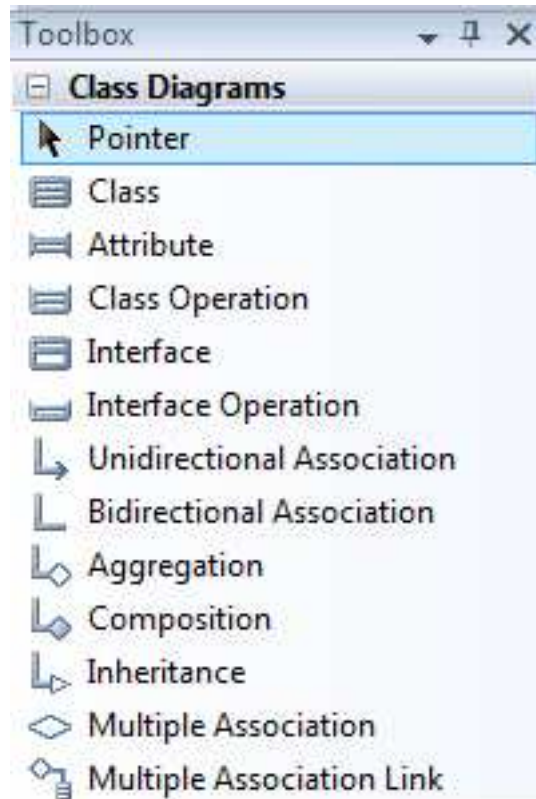 Toolbox
Class Diagrams
Pointer
Class
Attribute
Class Operation
Interface
Interface Operation
Unidirectional Association
Bidirectional Association
Aggregation
Composition
Inheritance
Multiple Association
Multiple Association Link